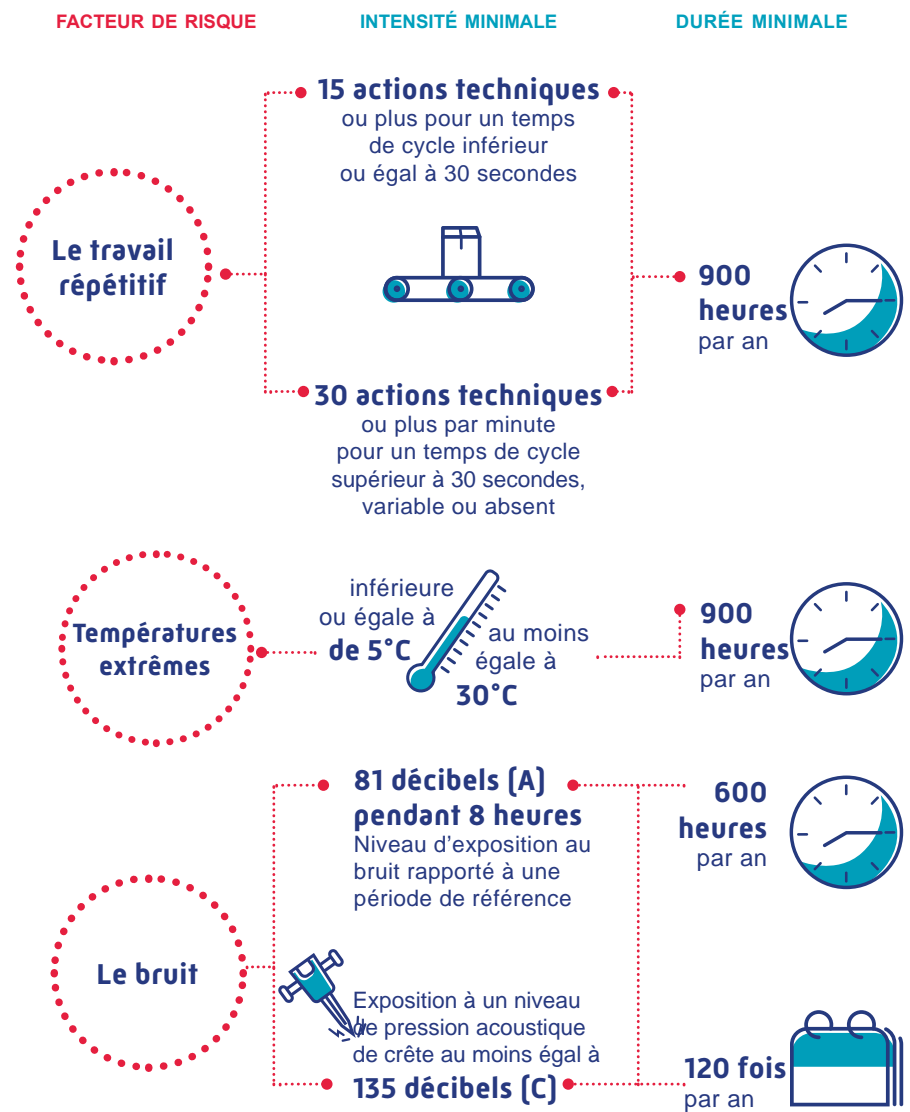 FACTEUR DE RISQUE
INTENSITÉ MINIMALE
DURÉE MINIMALE
Le travail
répétitif
15 actions techniques
ou plus pour un temps
de cycle inférieur
ou égal à 30 secondes
30 actions techniques
ou plus par minute
pour un temps de cycle
supérieur à 30 secondes,
variable ou absent
900
heures
par an
Températures
extrêmes
inférieure
ou égale à
de 5°C
au moins
égale à
30°C
900
heures
par an
Le bruit
81 décibels (A)
pendant 8 heures
Niveau d'exposition au
bruit rapporté à une
période de référence
600
heures
par an
Exposition à un niveau
de pression acoustique
de crête au moins égal à
135 décibels (C)
120 fois
par an